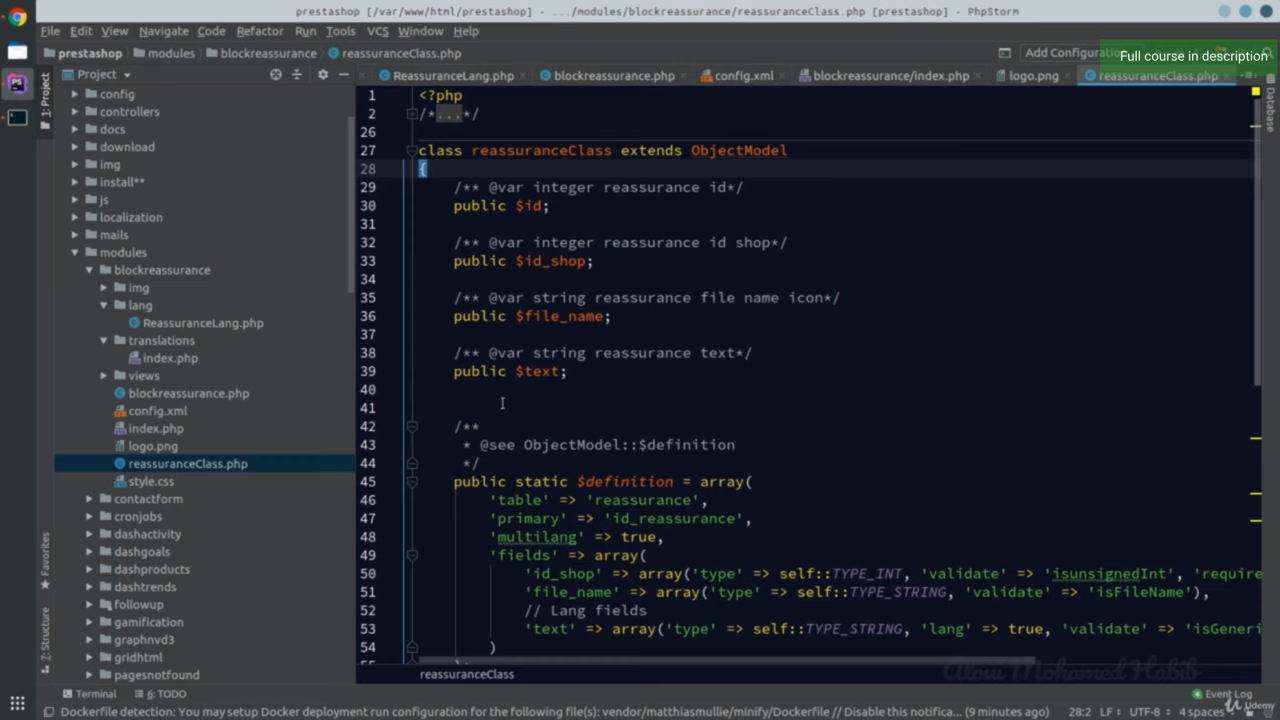 prestashop [/var/www/html/prestashop] - .../modules/blockreassurance/reassuranceClass.php [prestashop] - PhpStorm
File Edit View Navigate Code Refactor Run Tools VCS Window Help
prestashop modules blockreassurance reassuranceClass.php
Add Configuration
Full course in description
Project
ReassuranceLang.php blockreassurance.php config.xml blockreassurance/index.php logo.png reassuranceClass.php
1: Project
Database
config
controllers
docs
download
img
install**
js
localization
mails
modules
blockreassurance
img
lang
ReassuranceLang.php
translations
index.php
views
blockreassurance.php
config.xml
index.php
logo.png
reassuranceClass.php
style.css
contactform
cronjobs
dashactivity
dashgoals
dashproducts
dashtrends
followup
gamification
graphnvd3
gridhtml
pagesnotfound
1 <?php
2 /*...*/
26
27 class reassuranceClass extends ObjectModel
28 {
29 /** @var integer reassurance id*/
30 public $id;
31
32 /** @var integer reassurance id shop*/
33 public $id_shop;
34
35 /** @var string reassurance file name icon*/
36 public $file_name;
37
38 /** @var string reassurance text*/
39 public $text;
40
41
42 /**
43 * @see ObjectModel::$definition
44 */
45 public static $definition = array(
46 'table' => 'reassurance',
47 'primary' => 'id_reassurance',
48 'multilang' => true,
49 'fields' => array(
50 'id_shop' => array('type' => self::TYPE_INT, 'validate' => 'isunsignedInt', 'require
51 'file_name' => array('type' => self::TYPE_STRING, 'validate' => 'isFileName'),
52 // Lang fields
53 'text' => array('type' => self::TYPE_STRING, 'lang' => true, 'validate' => 'isGeneri
54 )
55 );
reassuranceClass
Alow Mohamed Habib
Favorites
7: Structure
Terminal 6: TODO
Event Log
Dockerfile detection: You may setup Docker deployment run configuration for the following file(s): vendor/matthiasmullie/minify/Dockerfile // Disable this notifica... (9 minutes ago)
28:2 LF UTF-8 4 spaces
Udemy